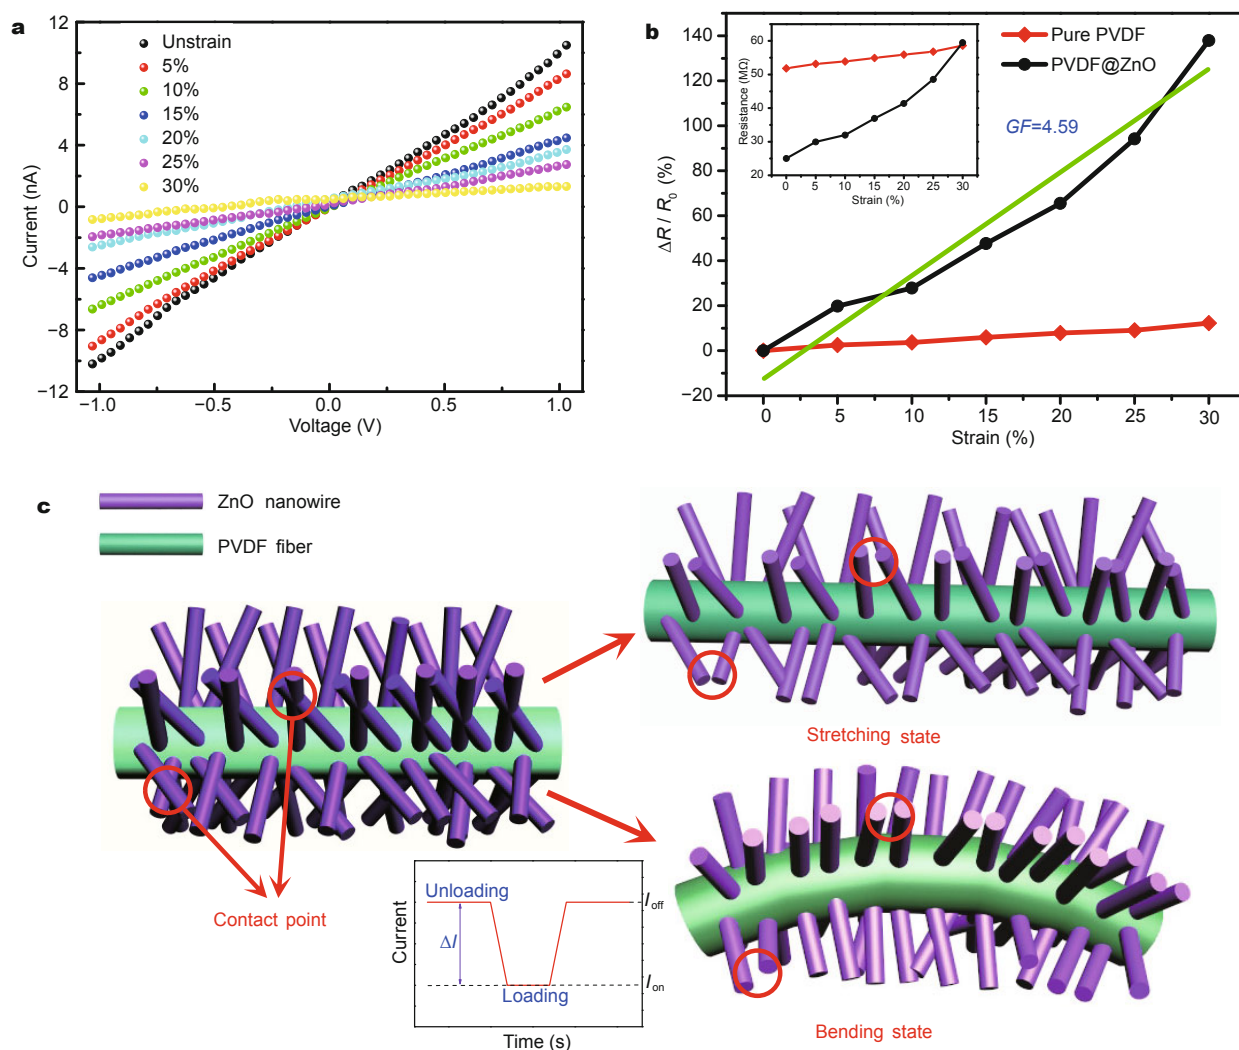 a
12
8
4
0
−4
−8
−12
Current (nA)
Unstrain
5%
10%
15%
20%
25%
30%
−1.0
−0.5
0.0
0.5
1.0
Voltage (V)
b
140
120
100
80
60
40
20
0
−20
ΔR / R0 (%)
Pure PVDF
PVDF@ZnO
GF=4.59
0
5
10
15
20
25
30
Strain (%)
60
50
40
30
20
Resistance (MΩ)
0
5
10
15
20
25
30
Strain (%)
c
ZnO nanowire
PVDF fiber
Contact point
Stretching state
Bending state
Unloading
Ioff
ΔI
Loading
Ion
Current
Time (s)